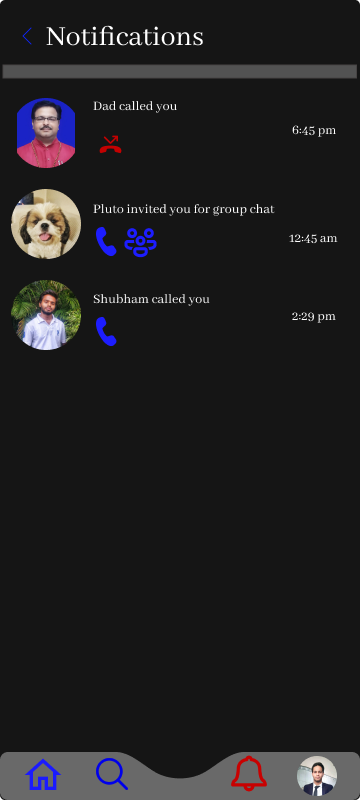 Notifications
Dad called you
6:45 pm
Pluto invited you for group chat
12:45 am
Shubham called you
2:29 pm